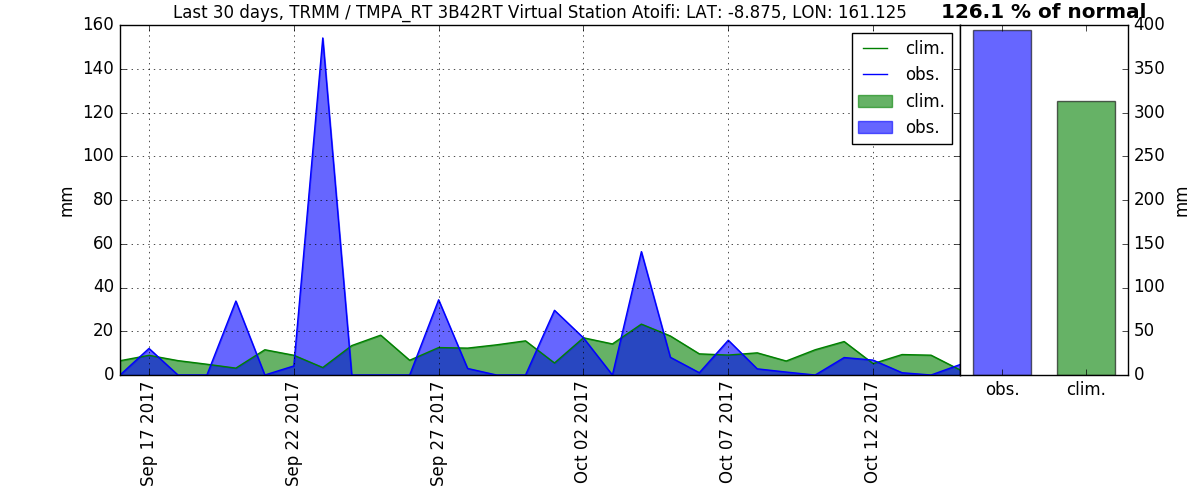 Last 30 days, TRMM / TMPA_RT 3B42RT Virtual Station Atoifi: LAT: -8.875, LON: 161.125
126.1 % of normal
160
140
120
100
80
60
40
20
0
mm
clim.
obs.
clim.
obs.
400
350
300
250
200
150
100
50
0
mm
Sep 17 2017
Sep 22 2017
Sep 27 2017
Oct 02 2017
Oct 07 2017
Oct 12 2017
obs.
clim.